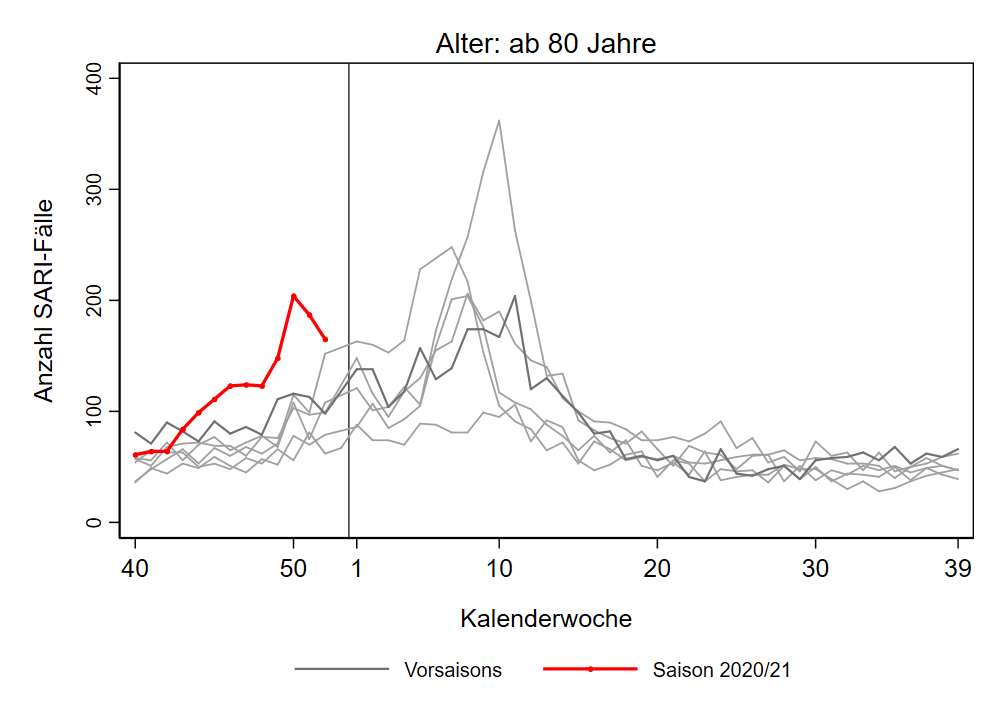 Alter: ab 80 Jahre
Anzahl SARI-Fälle
400
300
200
100
0
40 50 1 10 20 30 39
Kalenderwoche
Vorsaisons Saison 2020/21